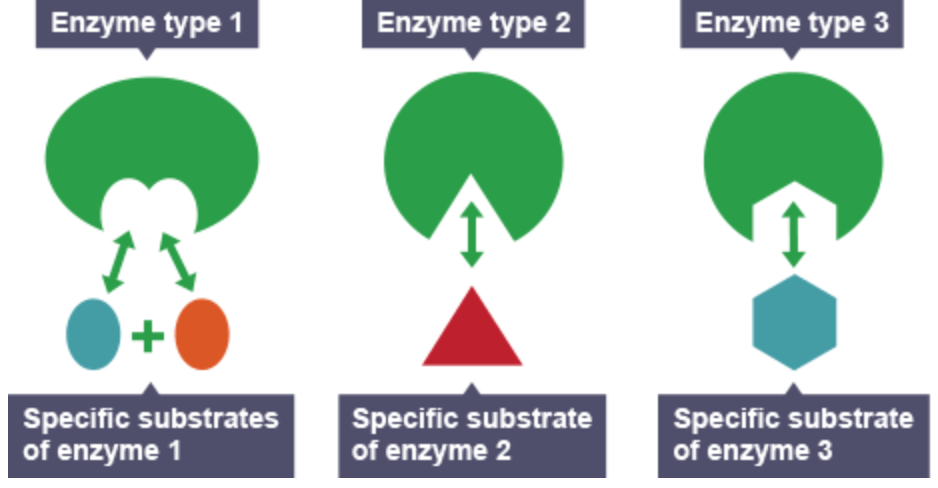 Enzyme type 1
Enzyme type 2
Enzyme type 3
Specific substrates
of enzyme 1
Specific substrate
of enzyme 2
Specific substrate
of enzyme 3